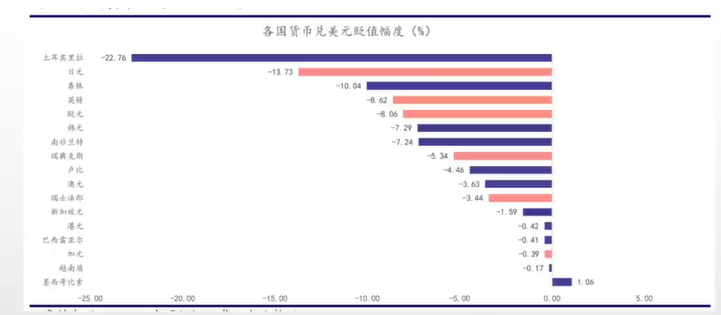 各国货币兑美元贬值幅度（%）
土耳其里拉 -22.76
日元 -13.73
泰铢 -10.04
英镑 -8.62
欧元 -8.06
韩元 -7.29
南非兰特 -7.24
瑞典克朗 -5.34
卢比 -4.46
澳元 -3.63
瑞士法郎 -3.44
新加坡元 -1.59
港元 -0.42
巴西雷亚尔 -0.41
加元 -0.39
越南盾 -0.17
墨西哥比索 1.06
-25.00 -20.00 -15.00 -10.00 -5.00 0.00 5.00